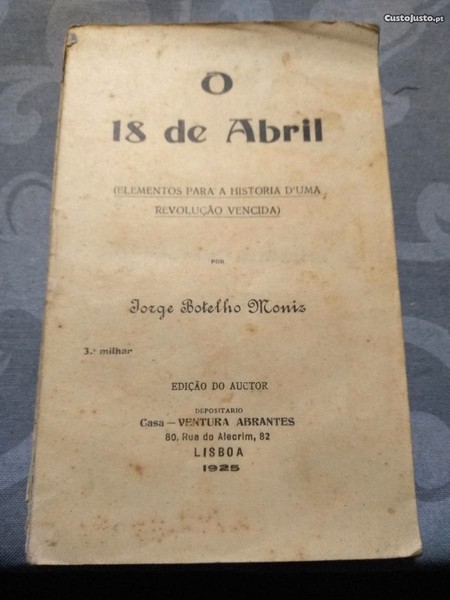 CustoJusto.pt
O
18 de Abril
(ELEMENTOS PARA A HISTORIA D'UMA
REVOLUÇÃO VENCIDA)
POR
Jorge Botelho Moniz
3.º milhar
EDIÇÃO DO AUCTOR
DEPOSITARIO
Casa — VENTURA ABRANTES
80, Rua do Alecrim, 82
LISBOA
1925